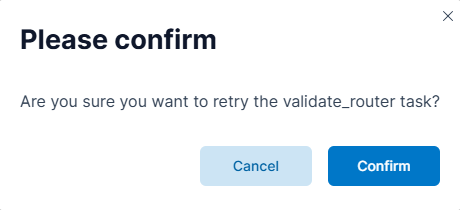 Please confirm
Are you sure you want to retry the validate_router task?
Cancel
Confirm